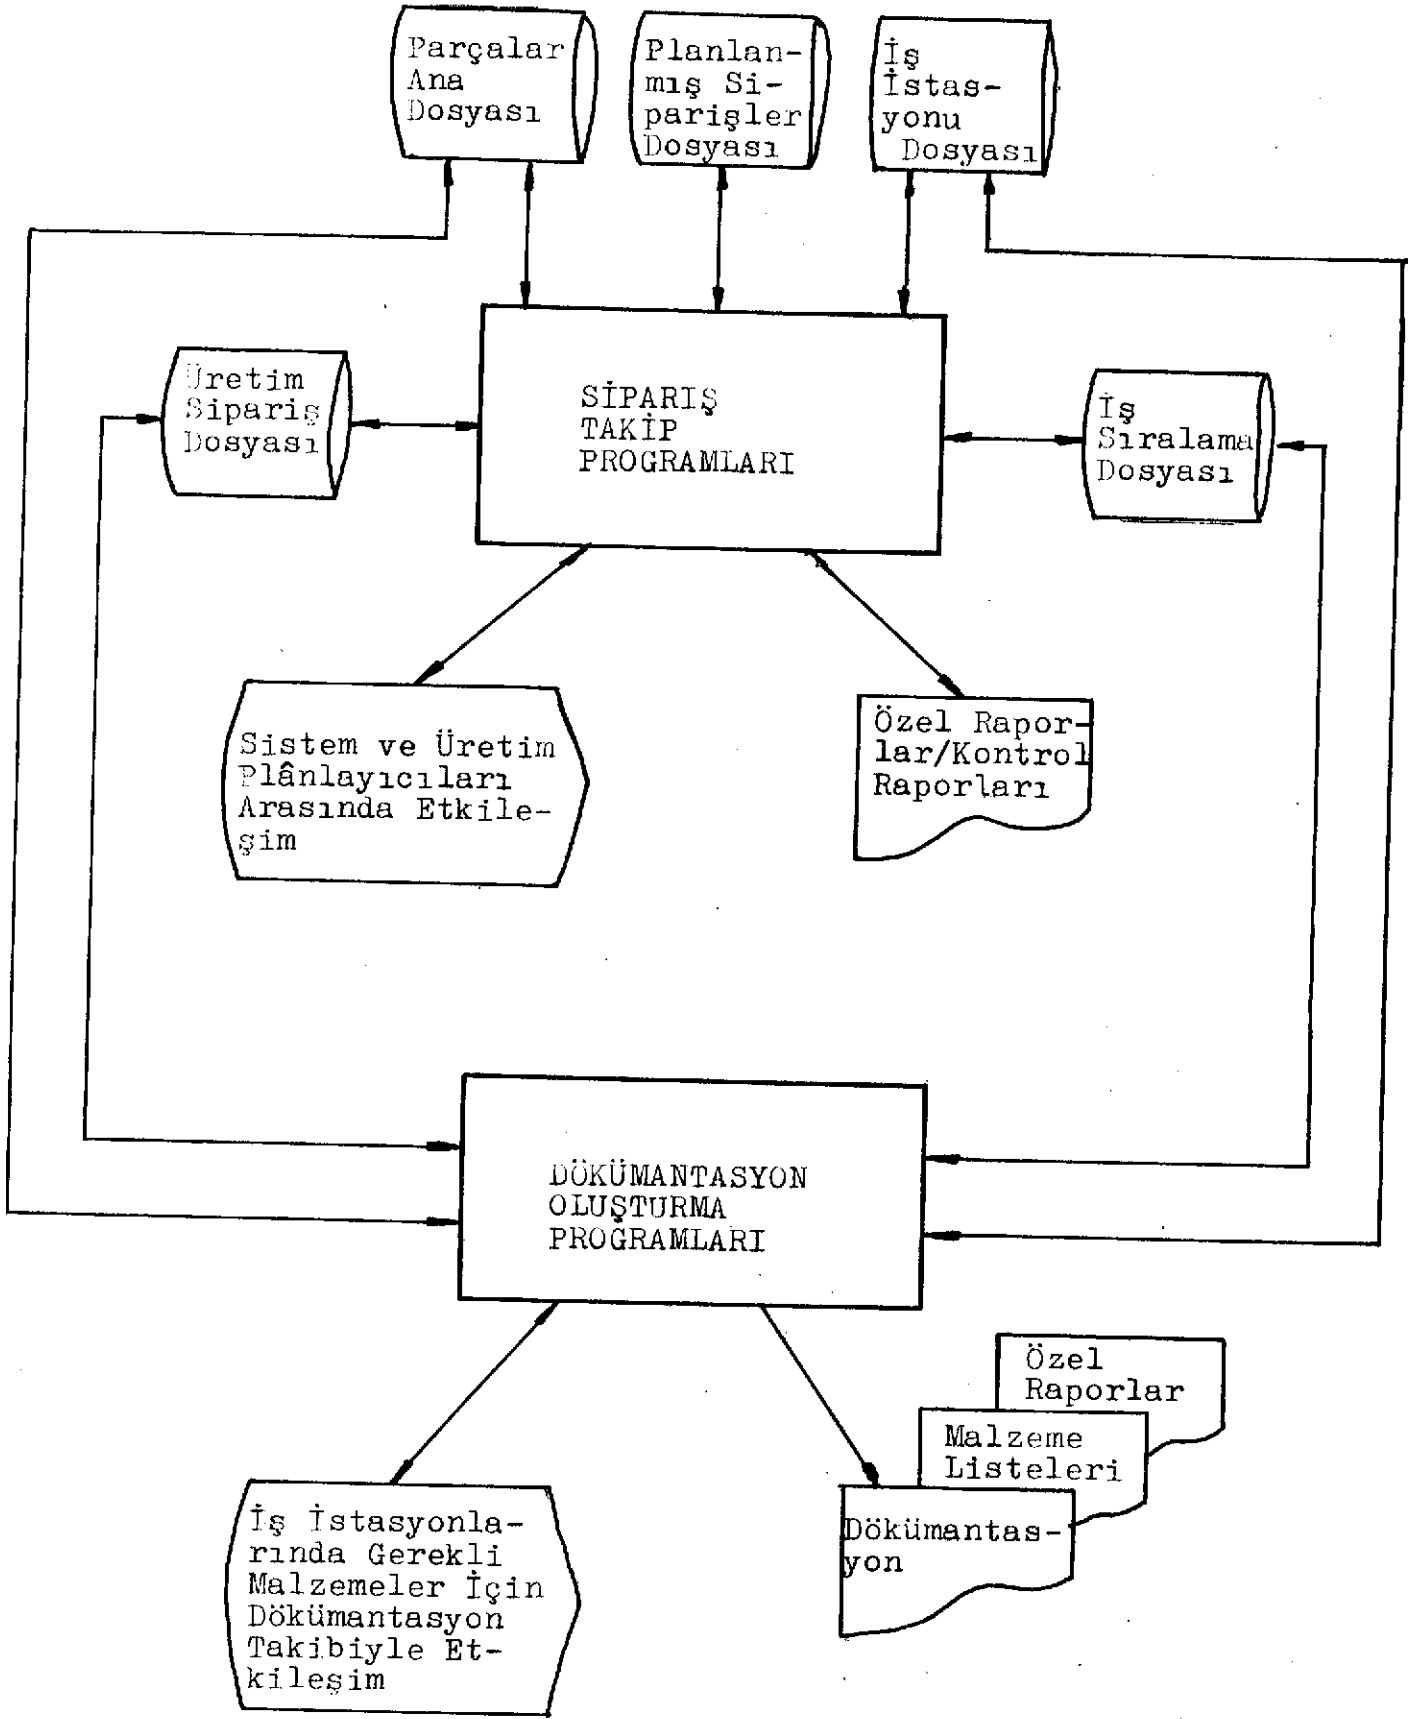 Parçalar
Ana
Dosyası
Planlan-
mış Si-
parişler
Dosyası
İş
İstas-
yonu
Dosyası
Üretim
Sipariş
Dosyası
SİPARIŞ
TAKİP
PROGRAMLARI
İş
Sıralama
Dosyası
Sistem ve Üretim
Plânlayıcıları
Arasında Etkile-
şim
Özel Rapor-
lar/Kontrol
Raporları
DÖKÜMANTASYON
OLUŞTURMA
PROGRAMLARI
Özel
Raporlar
Malzeme
Listeleri
Dökümantas-
yon
İş İstasyonla-
rında Gerekli
Malzemeler İçin
Dökümantasyon
Takibiyle Et-
kileşim